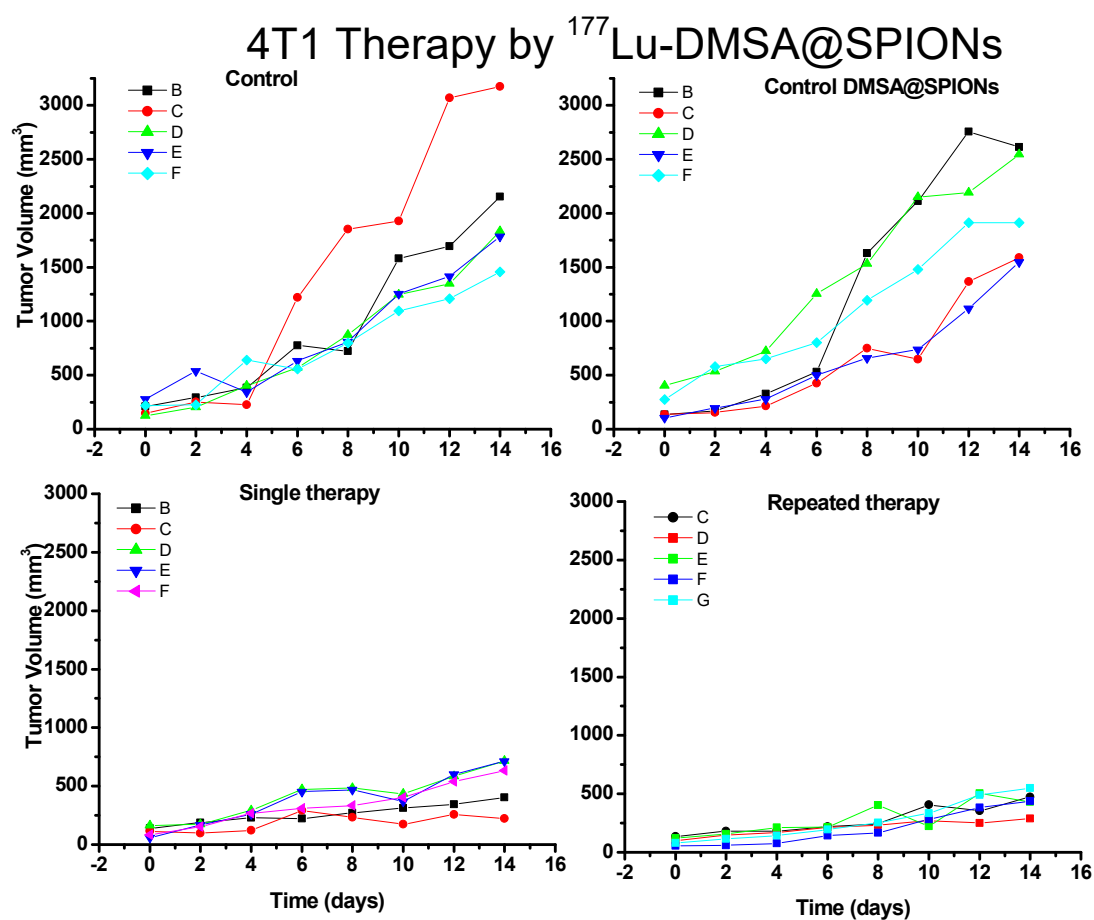 4T1 Therapy by ¹⁷⁷Lu-DMSA@SPIONs
Control
B
C
D
E
F
Tumor Volume (mm³)
3000
2500
2000
1500
1000
500
0
-2 0 2 4 6 8 10 12 14 16
Control DMSA@SPIONs
B
C
D
E
F
3000
2500
2000
1500
1000
500
0
-2 0 2 4 6 8 10 12 14 16
Single therapy
B
C
D
E
F
Tumor Volume (mm³)
3000
2500
2000
1500
1000
500
0
-2 0 2 4 6 8 10 12 14 16
Time (days)
Repeated therapy
C
D
E
F
G
3000
2500
2000
1500
1000
500
0
-2 0 2 4 6 8 10 12 14 16
Time (days)